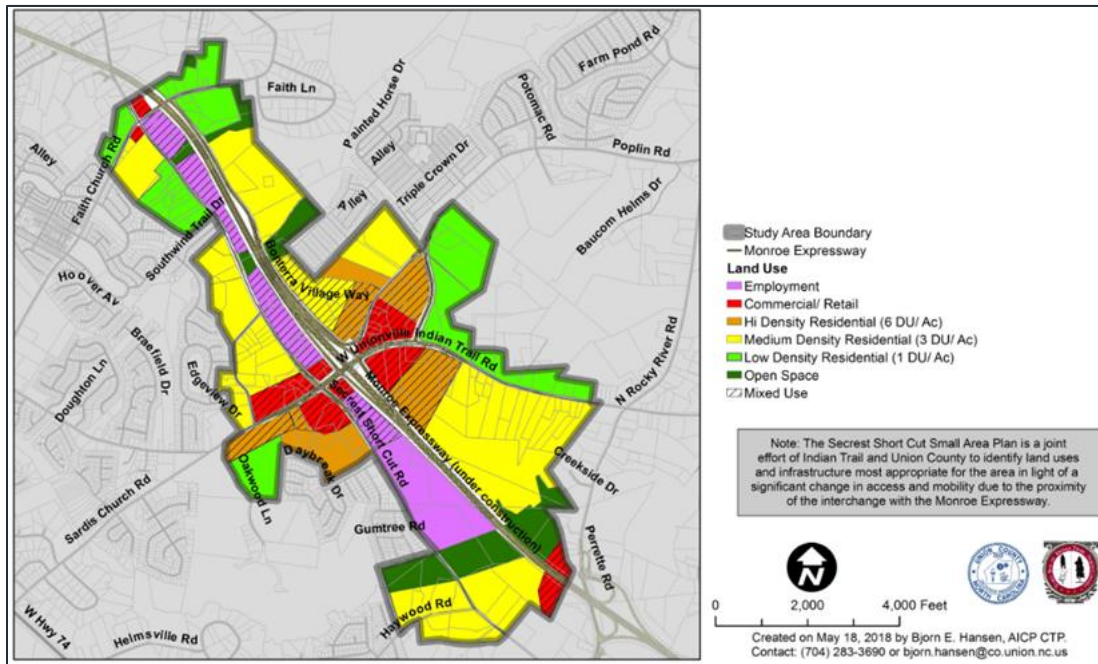 Farm Pond Rd
Faith Ln
Painted Horse Dr
Potomac Rd
Alley
Poplin Rd
Alley
Triple Crown Dr
Faith Church Rd
Alley
Baucom Helms Dr
Southwind Trail D
Hoover Av
Bonterra Village Way
W Unionville Indian Trail Rd
N Rocky River Rd
Braefield Dr
Doughton Ln
Edgeview Dr
Monroe Expressway (under construction)
Secrest Short Cut Rd
Creekside Dr
Daybreak Dr
Oakwood Ln
Sardis Church Rd
Gumtree Rd
Perrette Rd
Haywood Rd
W Hwy 74
Helmsville Rd
Study Area Boundary
Monroe Expressway
Land Use
Employment
Commercial/ Retail
Hi Density Residential (6 DU/ Ac)
Medium Density Residential (3 DU/ Ac)
Low Density Residential (1 DU/ Ac)
Open Space
Mixed Use
Note: The Secrest Short Cut Small Area Plan is a joint
effort of Indian Trail and Union County to identify land uses
and infrastructure most appropriate for the area in light of a
significant change in access and mobility due to the proximity
of the interchange with the Monroe Expressway.
N
0 2,000 4,000 Feet
UNION COUNTY
NORTH CAROLINA
Created on May 18, 2018 by Bjorn E. Hansen, AICP CTP.
Contact: (704) 283-3690 or bjorn.hansen@co.union.nc.us